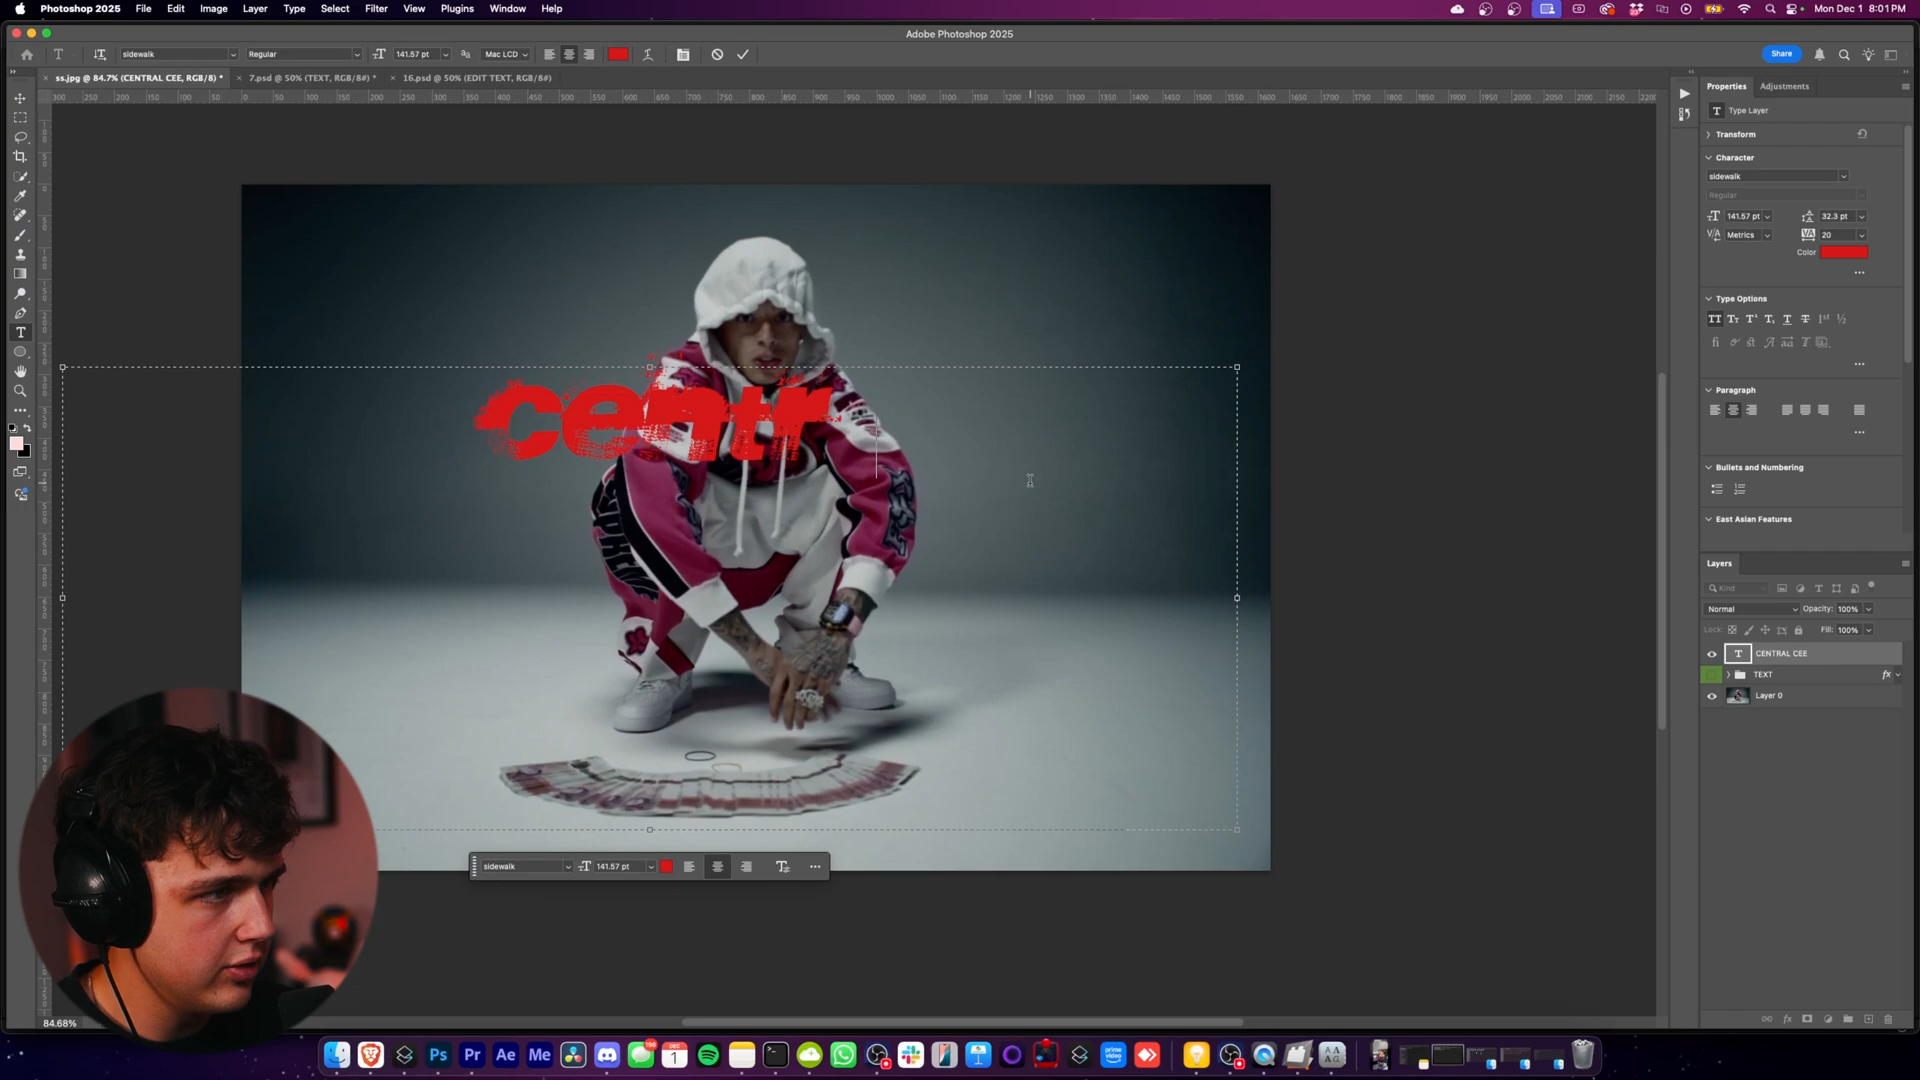 Photoshop 2025 File Edit Image Layer Type Select Filter View Plugins Window Help Mon Dec 1 8:01 PM
Adobe Photoshop 2025
sidewalk Regular 141.57 pt Mac LCD Share
ss.jpg @ 84.7% (CENTRAL CEE, RGB/8) * 7.psd @ 50% (TEXT, RGB/8#) * 16.psd @ 50% (EDIT TEXT, RGB/8#)
Properties Adjustments
Type Layer
Transform
Character
sidewalk
Regular
141.57 pt 32.3 pt
Metrics 20
Color
Type Options
Paragraph
Bullets and Numbering
East Asian Features
Layers
Kind
Normal Opacity: 100%
Lock: Fill: 100%
CENTRAL CEE
TEXT fx
Layer 0
centr
sidewalk 141.57 pt
84.68%